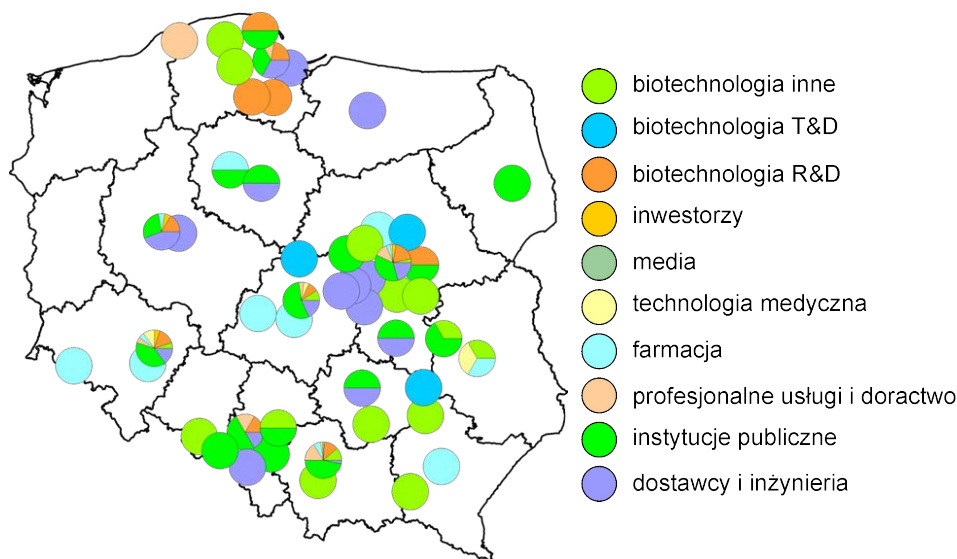 biotechnologia inne
biotechnologia T&D
biotechnologia R&D
inwestorzy
media
technologia medyczna
farmacja
profesjonalne usługi i doractwo
instytucje publiczne
dostawcy i inżynieria